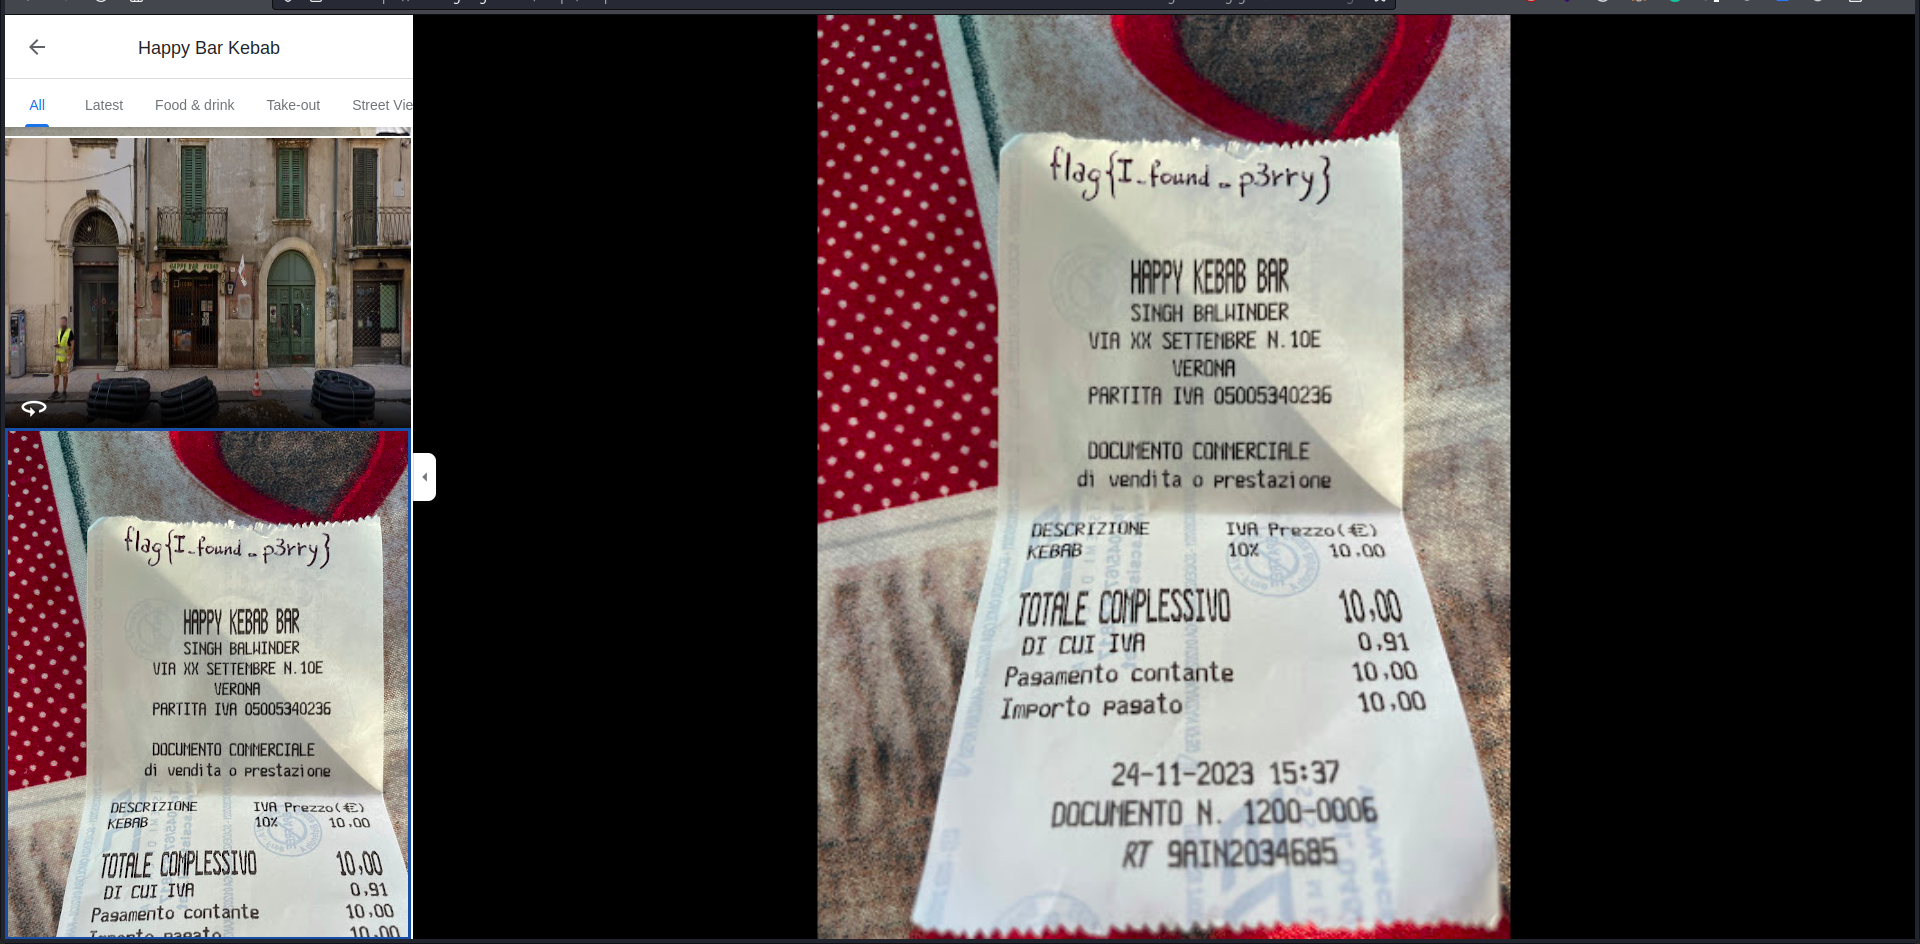 Happy Bar Kebab
All Latest Food & drink Take-out Street Vie
HAPPY BAR KEBAB
flag{I_found_p3rry}
HAPPY KEBAB BAR
SINGH BALWINDER
VIA XX SETTEMBRE N.10E
VERONA
PARTITA IVA 05005340236
DOCUMENTO COMMERCIALE
di vendita o prestazione
DESCRIZIONE IVA Prezzo(€)
KEBAB 10% 10.00
TOTALE COMPLESSIVO 10,00
DI CUI IVA 0,91
Pagamento contante 10,00
Importo pagato 10,00
flag{I_found_p3rry}
HAPPY KEBAB BAR
SINGH BALWINDER
VIA XX SETTEMBRE N.10E
VERONA
PARTITA IVA 05005340236
DOCUMENTO COMMERCIALE
di vendita o prestazione
DESCRIZIONE IVA Prezzo(€)
KEBAB 10% 10.00
TOTALE COMPLESSIVO 10,00
DI CUI IVA 0,91
Pagamento contante 10,00
Importo pagato 10,00
24-11-2023 15:37
DOCUMENTO N. 1200-0006
RT 9AIN2034685